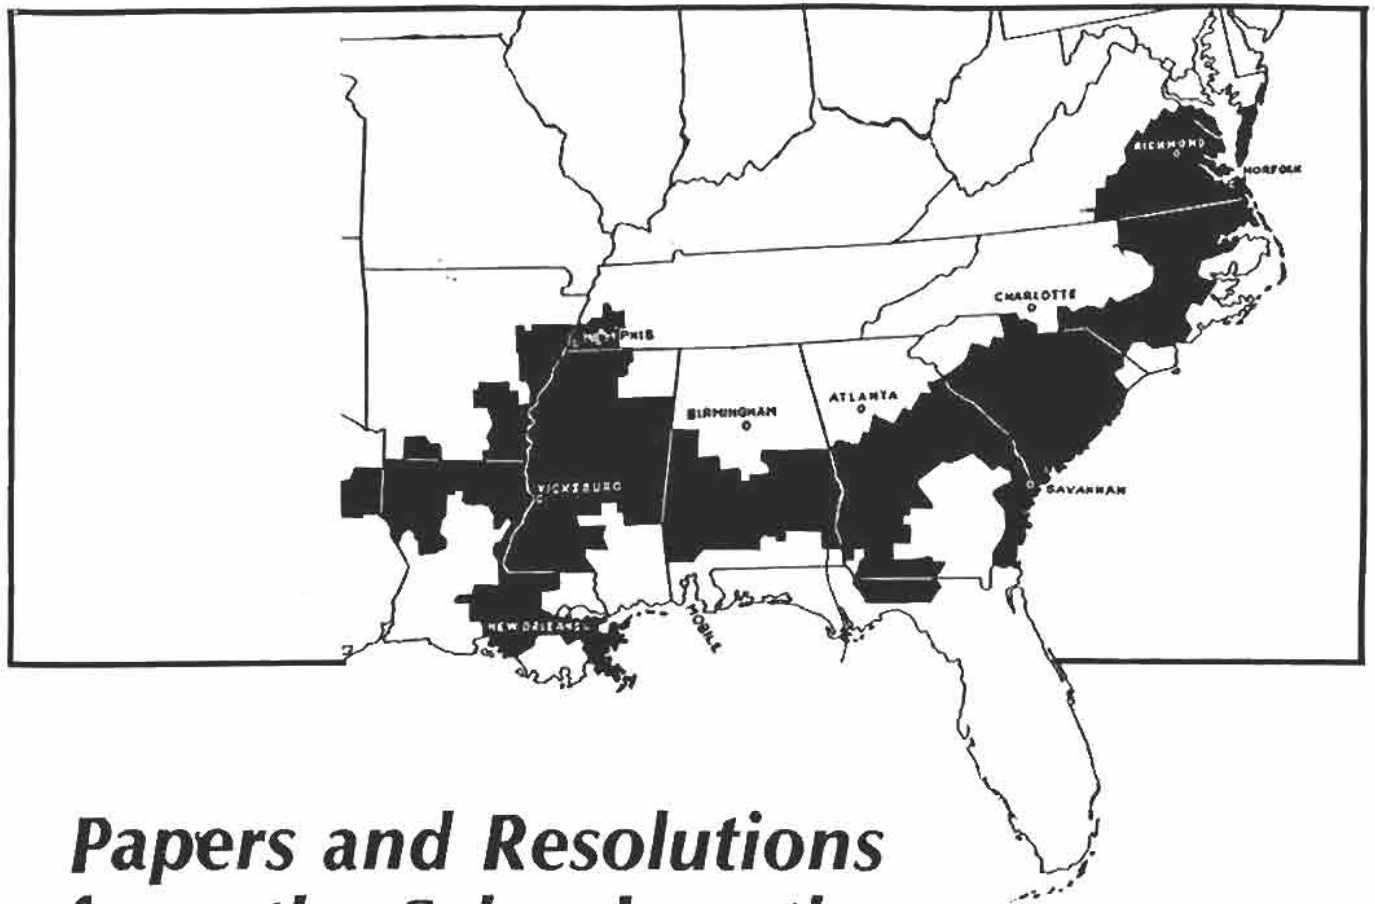 RICHMOND
NORFOLK
CHARLOTTE
MEMPHIS
ATLANTA
BIRMINGHAM
VICKSBURG
SAVANNAH
NEW ORLEANS
MOBILE
Papers and Resolutions